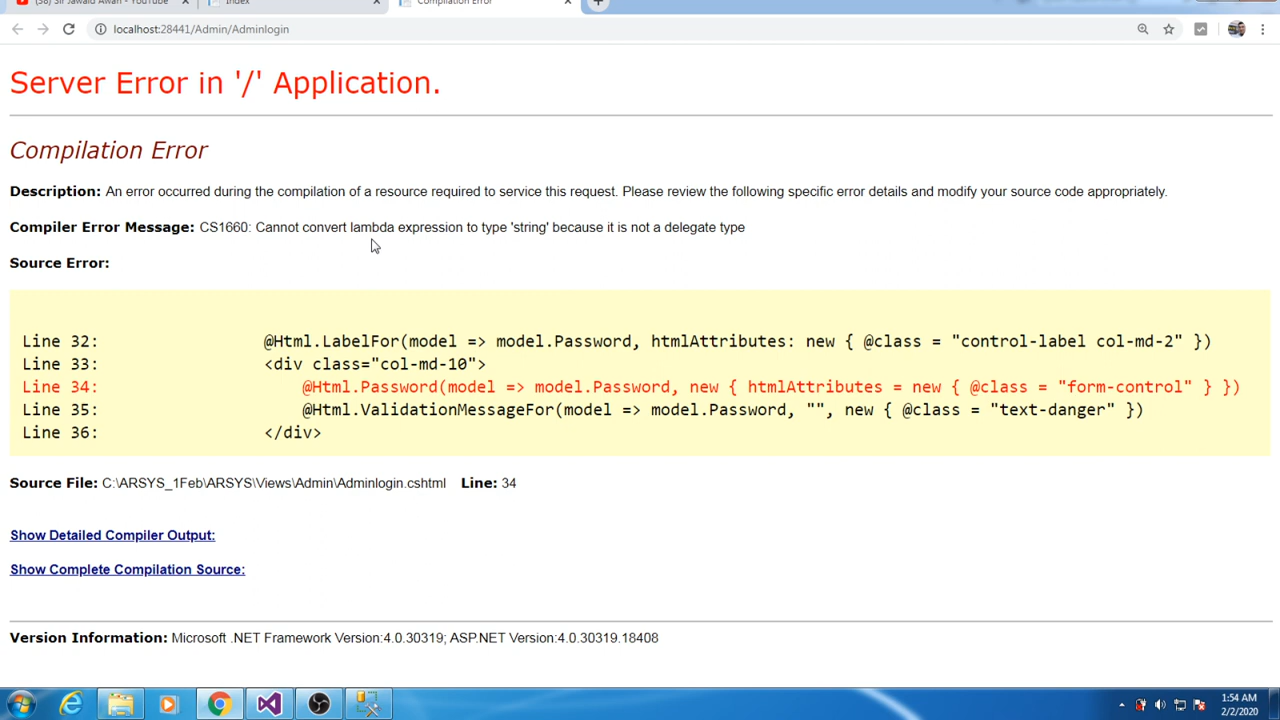 (38) Sir Jawaid Awan - YouTube
Index
Compilation Error
localhost:28441/Admin/Adminlogin
Server Error in '/' Application.
Compilation Error
Description: An error occurred during the compilation of a resource required to service this request. Please review the following specific error details and modify your source code appropriately.
Compiler Error Message: CS1660: Cannot convert lambda expression to type 'string' because it is not a delegate type
Source Error:
Line 32: @Html.LabelFor(model => model.Password, htmlAttributes: new { @class = "control-label col-md-2" })
Line 33: <div class="col-md-10">
Line 34: @Html.Password(model => model.Password, new { htmlAttributes = new { @class = "form-control" } })
Line 35: @Html.ValidationMessageFor(model => model.Password, "", new { @class = "text-danger" })
Line 36: </div>
Source File: C:\ARSYS_1Feb\ARSYS\Views\Admin\Adminlogin.cshtml Line: 34
Show Detailed Compiler Output:
Show Complete Compilation Source:
Version Information: Microsoft .NET Framework Version:4.0.30319; ASP.NET Version:4.0.30319.18408
1:54 AM
2/2/2020